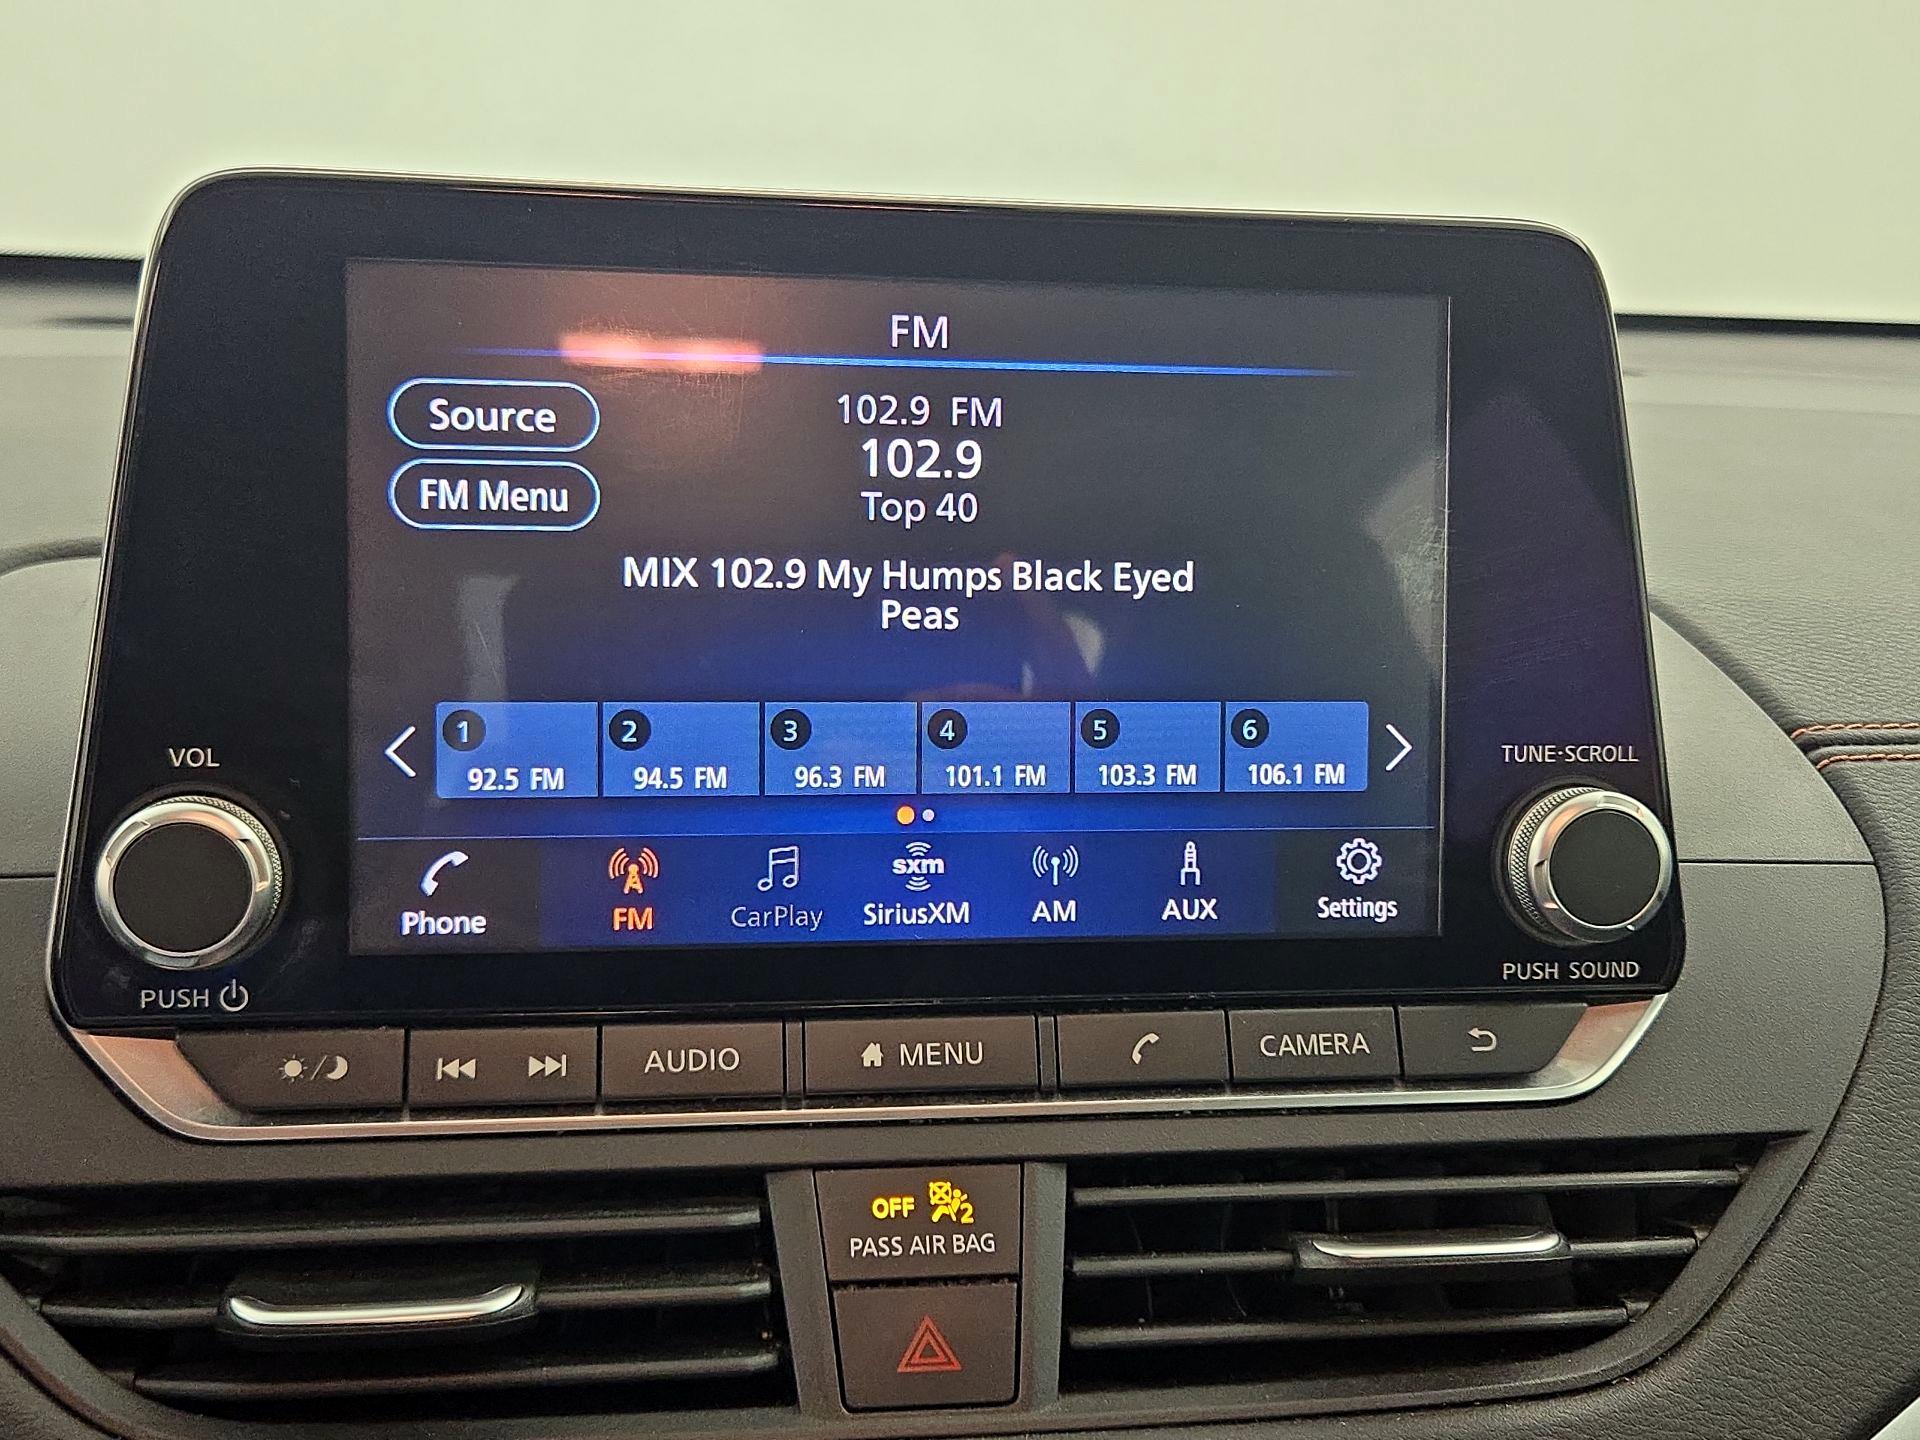 FM
Source
102.9 FM
102.9
FM Menu
Top 40
MIX 102.9 My Humps Black Eyed
Peas
1 2 3 4 5 6
92.5 FM 94.5 FM 96.3 FM 101.1 FM 103.3 FM 106.1 FM
VOL
TUNE·SCROLL
sxm
Phone FM CarPlay SiriusXM AM AUX Settings
PUSH
PUSH SOUND
AUDIO MENU CAMERA
OFF 2
PASS AIR BAG